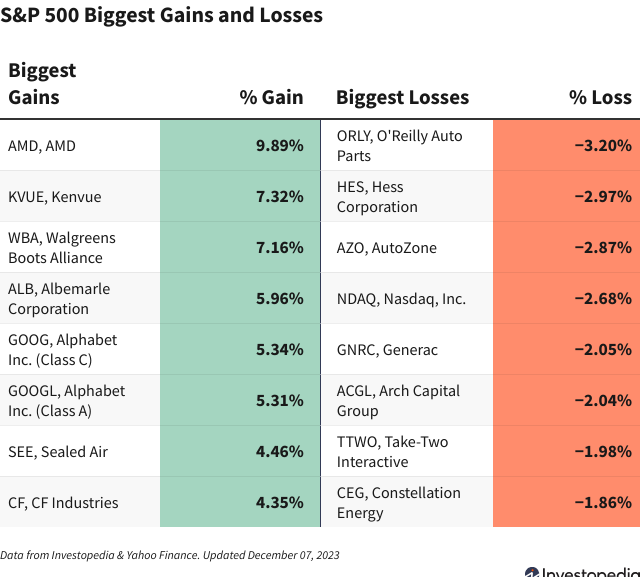 S&P 500 Biggest Gains and Losses
Biggest
Gains
% Gain
Biggest Losses
% Loss
AMD, AMD
9.89%
ORLY, O'Reilly Auto
Parts
−3.20%
KVUE, Kenvue
7.32%
HES, Hess
Corporation
−2.97%
WBA, Walgreens
Boots Alliance
7.16%
AZO, AutoZone
−2.87%
ALB, Albemarle
Corporation
5.96%
NDAQ, Nasdaq, Inc.
−2.68%
GOOG, Alphabet
Inc. (Class C)
5.34%
GNRC, Generac
−2.05%
GOOGL, Alphabet
Inc. (Class A)
5.31%
ACGL, Arch Capital
Group
−2.04%
SEE, Sealed Air
4.46%
TTWO, Take-Two
Interactive
−1.98%
CF, CF Industries
4.35%
CEG, Constellation
Energy
−1.86%
Data from Investopedia & Yahoo Finance. Updated December 07, 2023
Investopedia